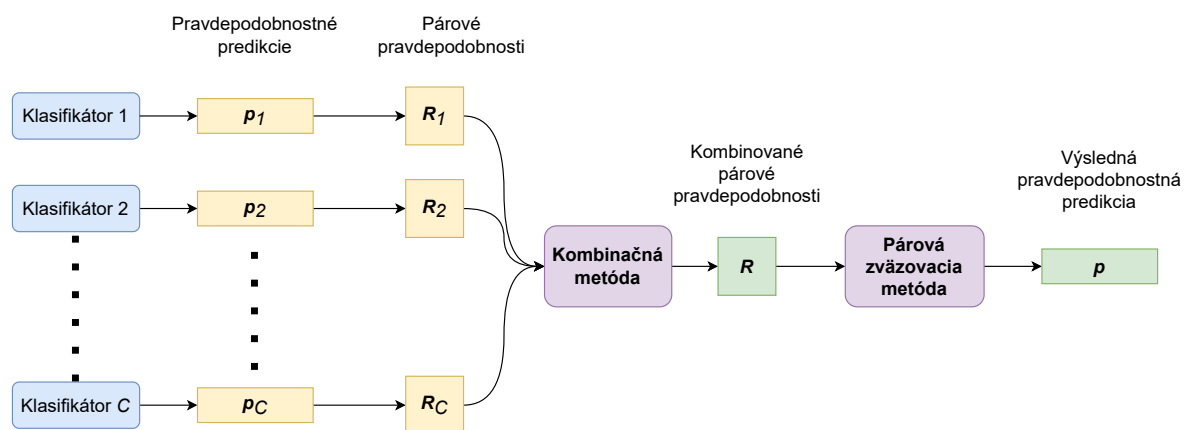 Pravdepodobnostné
predikcie
Párové
pravdepodobnosti
Klasifikátor 1
p1
R1
Klasifikátor 2
p2
R2
Kombinované
párové
pravdepodobnosti
Výsledná
pravdepodobnostná
predikcia
Kombinačná
metóda
R
Párová
zväzovacia
metóda
p
Klasifikátor C
pC
RC